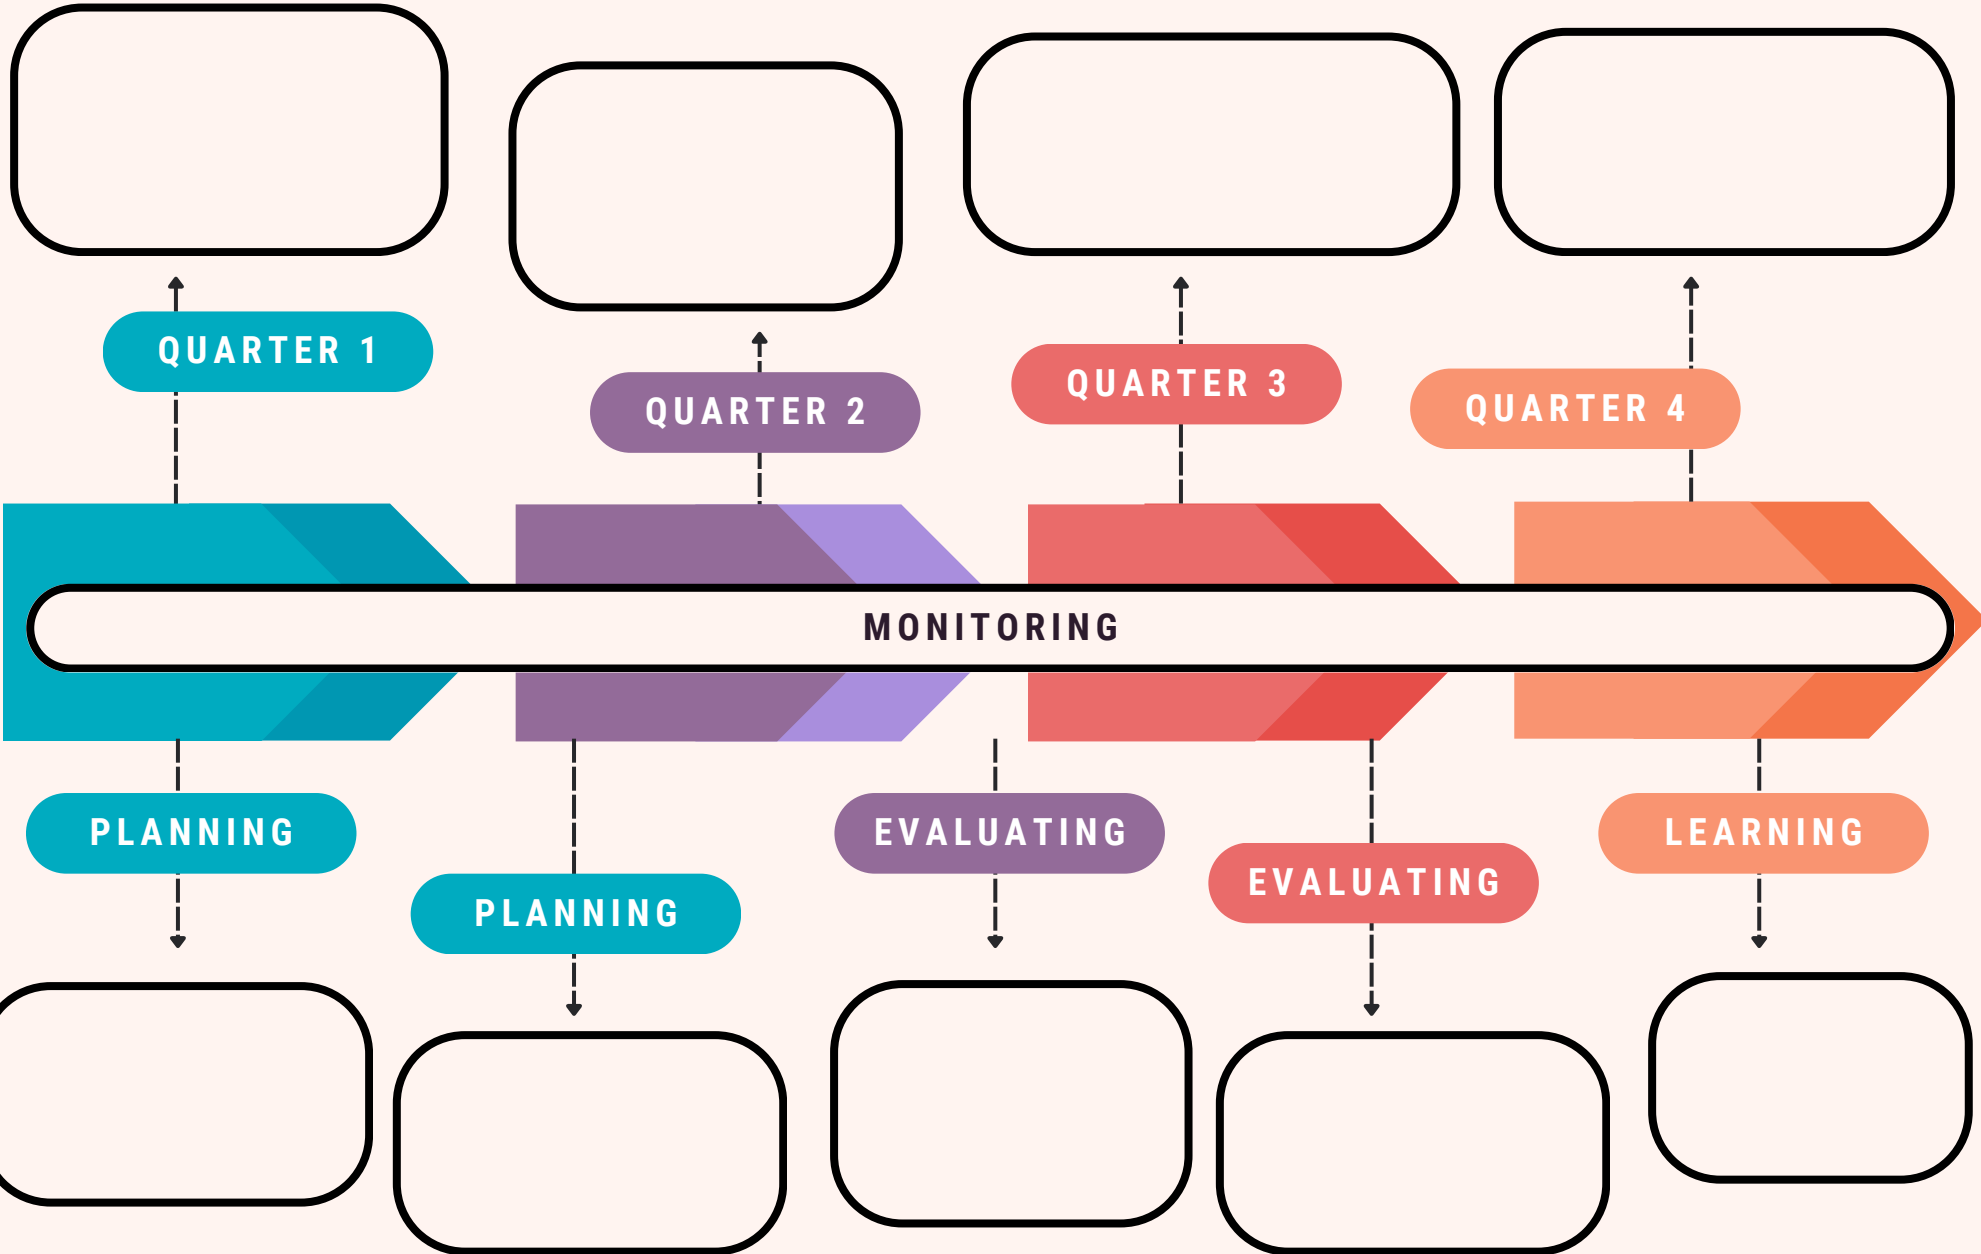 QUARTER 1
QUARTER 2
QUARTER 3
QUARTER 4
MONITORING
PLANNING
PLANNING
EVALUATING
EVALUATING
LEARNING